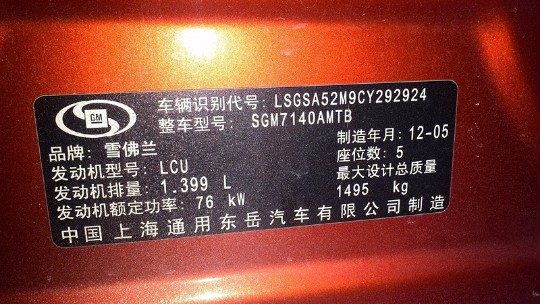 车辆识别代号: LSGSA52M9CY292924
整车型号: SGM7140AMTB
GM
制造年月: 12-05
品牌: 雪佛兰
座位数: 5
发动机型号: LCU
最大设计总质量
发动机排量: 1.399 L
1495 kg
发动机额定功率: 76 kW
中国上海通用东岳汽车有限公司制造